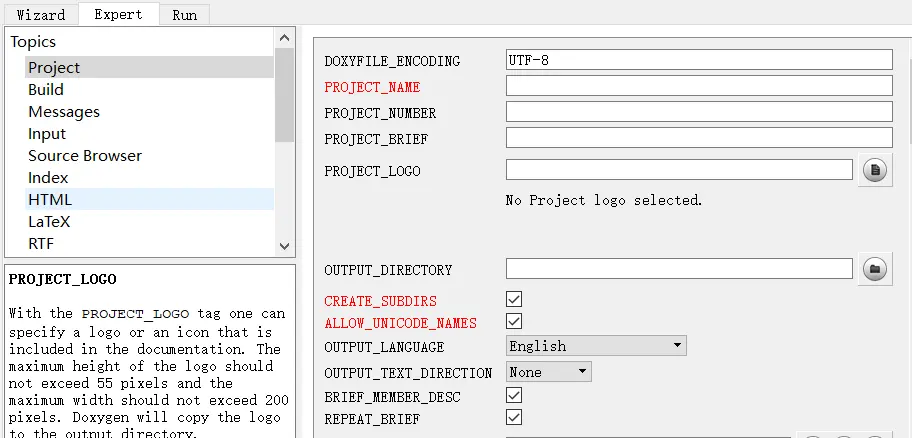 Wizard Expert Run
Topics
Project
Build
Messages
Input
Source Browser
Index
HTML
LaTeX
RTF
PROJECT_LOGO
With the PROJECT_LOGO tag one can
specify a logo or an icon that is
included in the documentation. The
maximum height of the logo should
not exceed 55 pixels and the
maximum width should not exceed 200
pixels. Doxygen will copy the logo
to the output directory.
DOXYFILE_ENCODING UTF-8
PROJECT_NAME
PROJECT_NUMBER
PROJECT_BRIEF
PROJECT_LOGO
No Project logo selected.
OUTPUT_DIRECTORY
CREATE_SUBDIRS
ALLOW_UNICODE_NAMES
OUTPUT_LANGUAGE English
OUTPUT_TEXT_DIRECTION None
BRIEF_MEMBER_DESC
REPEAT_BRIEF